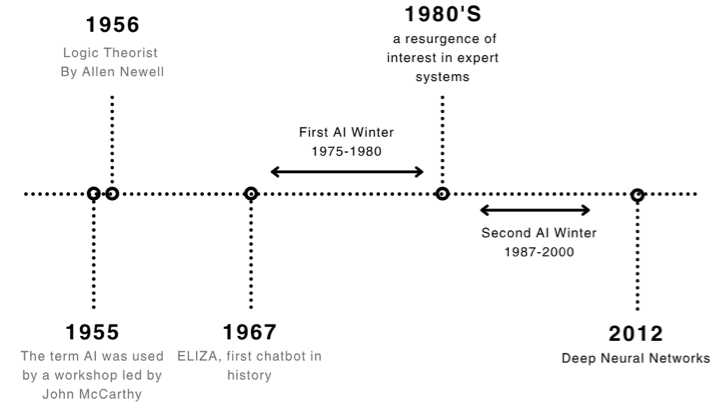 1956
Logic Theorist
By Allen Newell
1980'S
a resurgence of
interest in expert
systems
First AI Winter
1975-1980
Second AI Winter
1987-2000
1955
The term AI was used
by a workshop led by
John McCarthy
1967
ELIZA, first chatbot in
history
2012
Deep Neural Networks